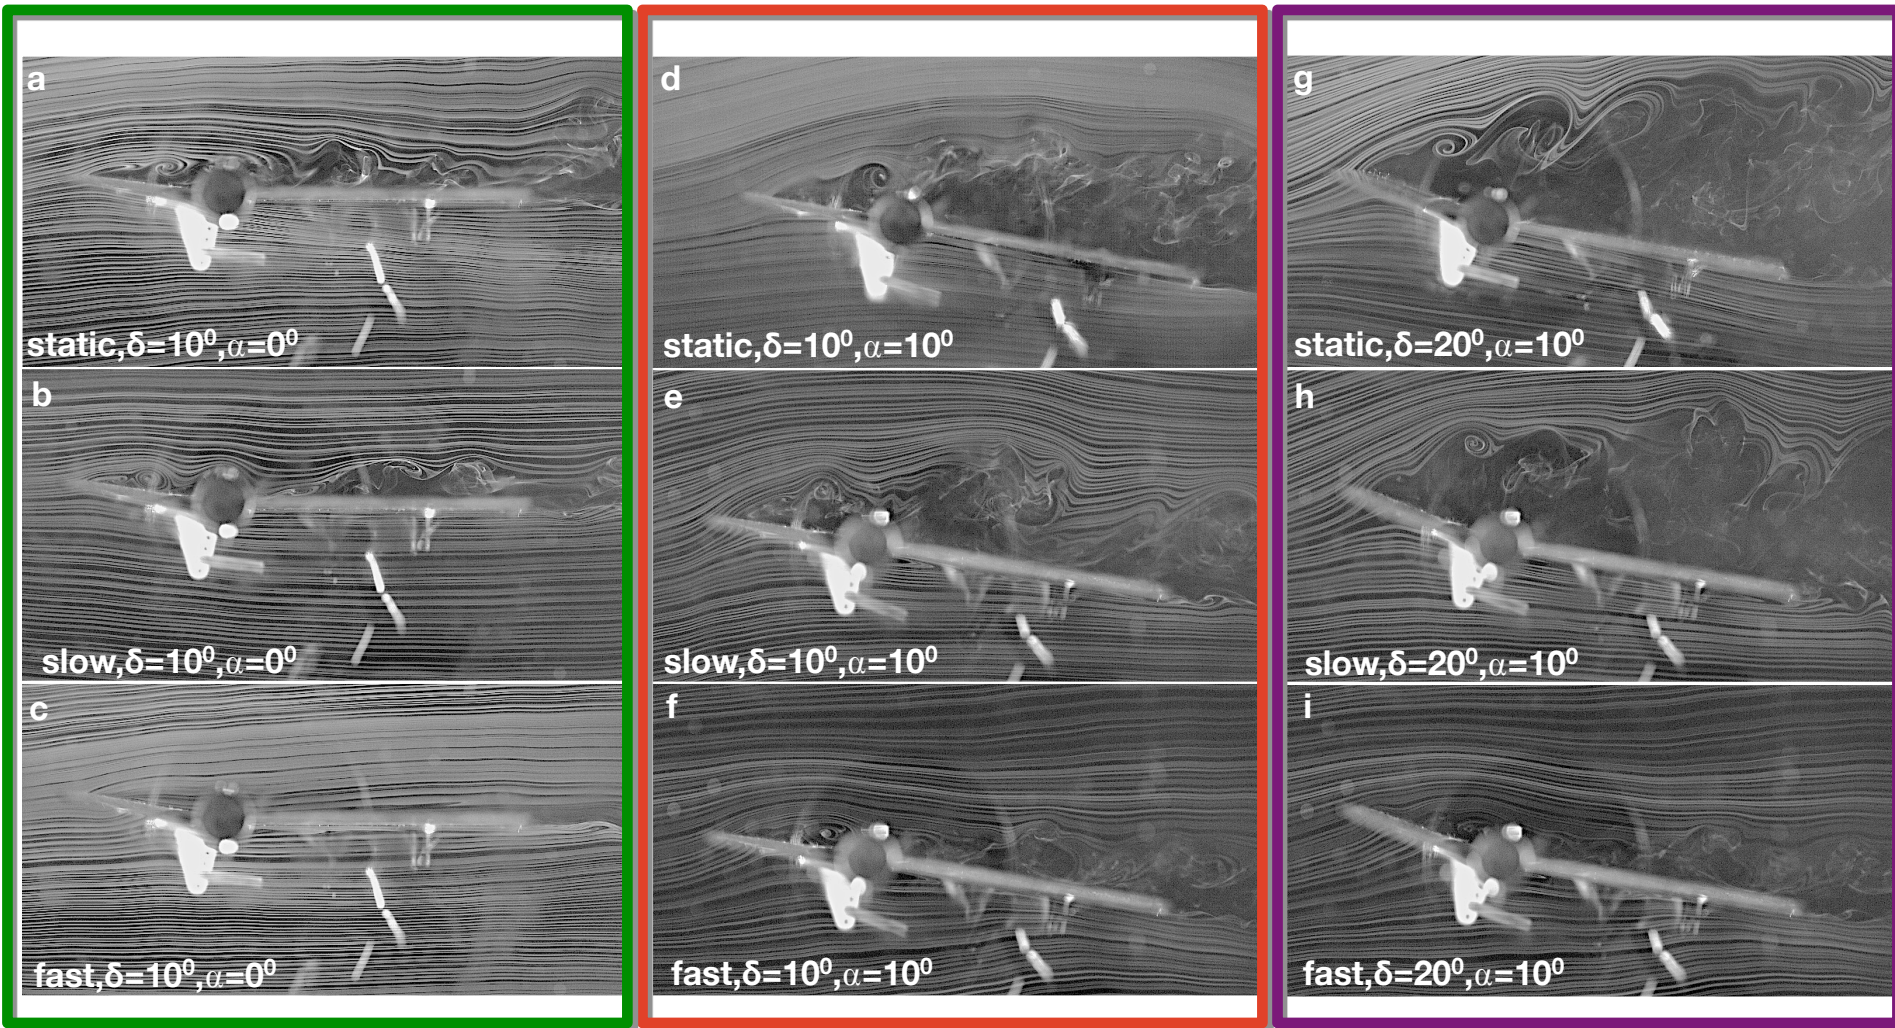 a
static,δ=10⁰,α=0⁰
b
slow,δ=10⁰,α=0⁰
c
fast,δ=10⁰,α=0⁰
d
static,δ=10⁰,α=10⁰
e
slow,δ=10⁰,α=10⁰
f
fast,δ=10⁰,α=10⁰
g
static,δ=20⁰,α=10⁰
h
slow,δ=20⁰,α=10⁰
i
fast,δ=20⁰,α=10⁰